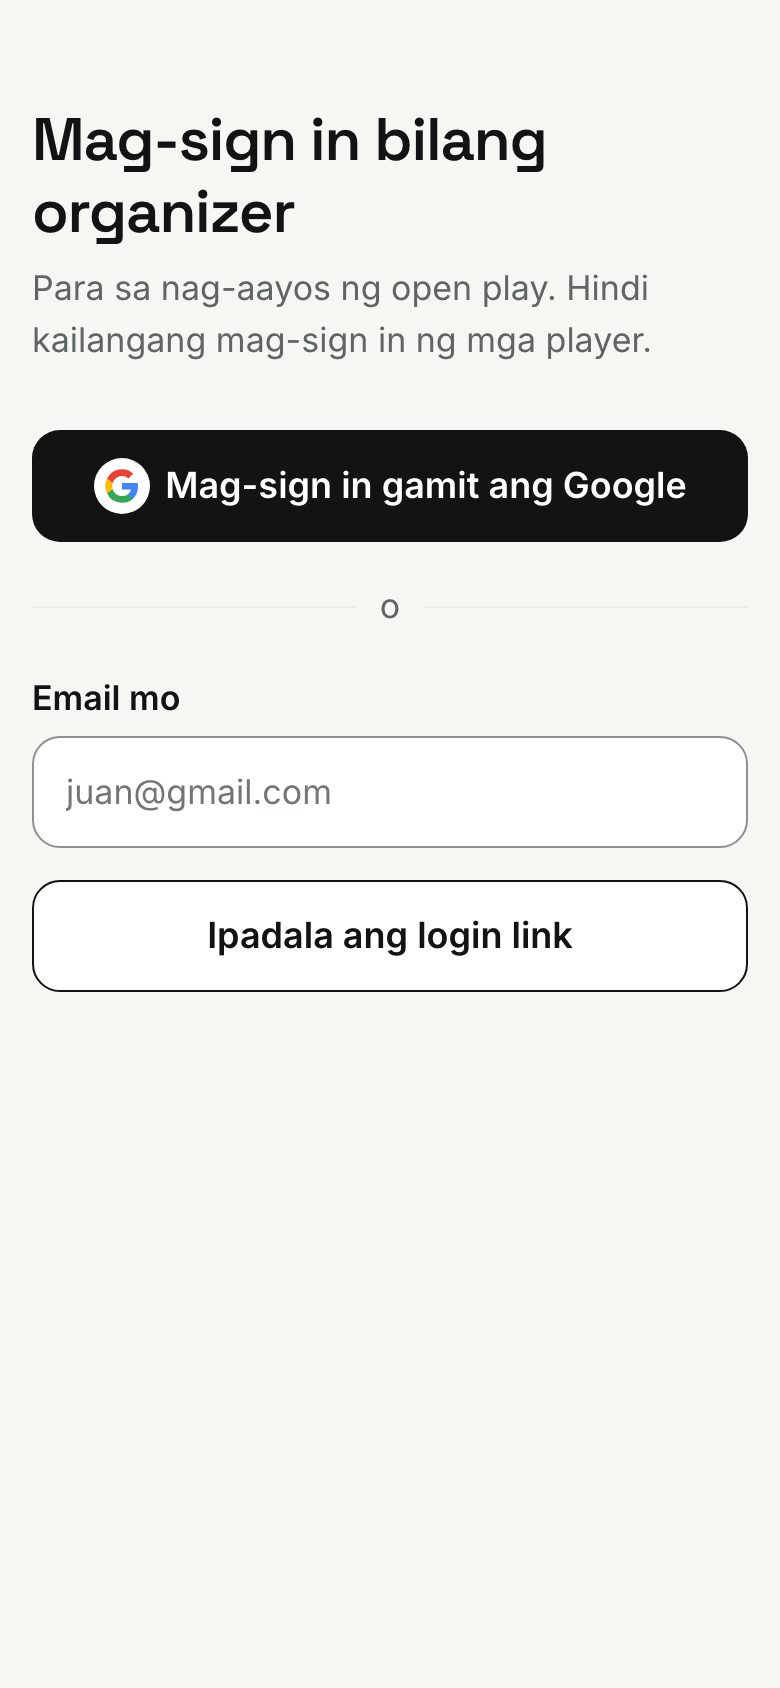 Mag-sign in bilang
organizer
Para sa nag-aayos ng open play. Hindi
kailangang mag-sign in ng mga player.
Mag-sign in gamit ang Google
o
Email mo
juan@gmail.com
Ipadala ang login link